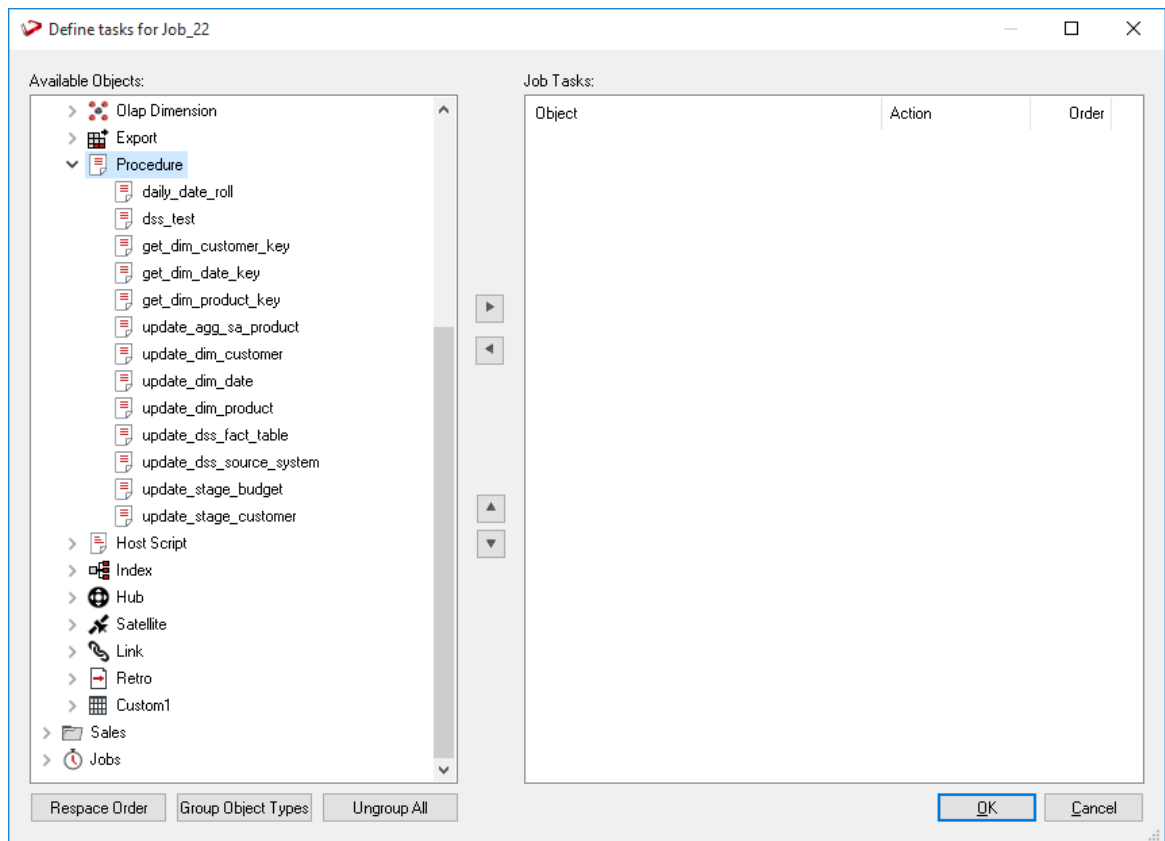 Define tasks for Job_22
Available Objects:
Olap Dimension
Export
Procedure
daily_date_roll
dss_test
get_dim_customer_key
get_dim_date_key
get_dim_product_key
update_agg_sa_product
update_dim_customer
update_dim_date
update_dim_product
update_dss_fact_table
update_dss_source_system
update_stage_budget
update_stage_customer
Host Script
Index
Hub
Satellite
Link
Retro
Custom1
Sales
Jobs
Job Tasks:
Object Action Order
Respace Order Group Object Types Ungroup All OK Cancel